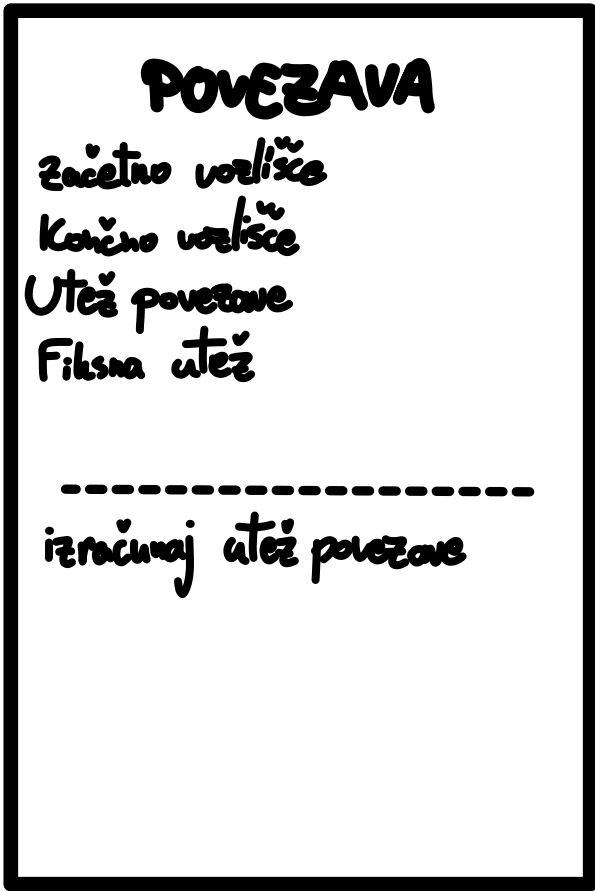 POVEZAVA
Začetno vozlišče
Končno vozlišče
Utež povezave
Fiksna utež
izračunaj utež povezave